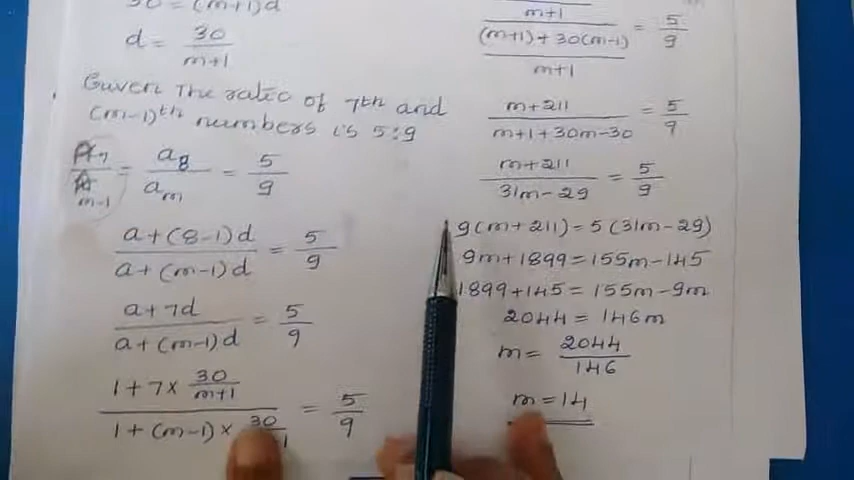 30 = (m+1)d
d = 30/m+1
Given The ratio of 7th and
(m-1)th numbers is 5:9
A7/Am-1 = a8/am = 5/9
a+(8-1)d/a+(m-1)d = 5/9
a+7d/a+(m-1)d = 5/9
1+7× 30/m+1 / 1+(m-1)× 30/ 1 = 5/9
m+1
(m+1)+30(m-1)/m+1 = 5/9
m+211/m+1+30m-30 = 5/9
m+211/31m-29 = 5/9
9(m+211) = 5(31m-29)
9m+1899 = 155m-145
1899+145 = 155m-9m
2044 = 146m
m = 2044/146
m = 14